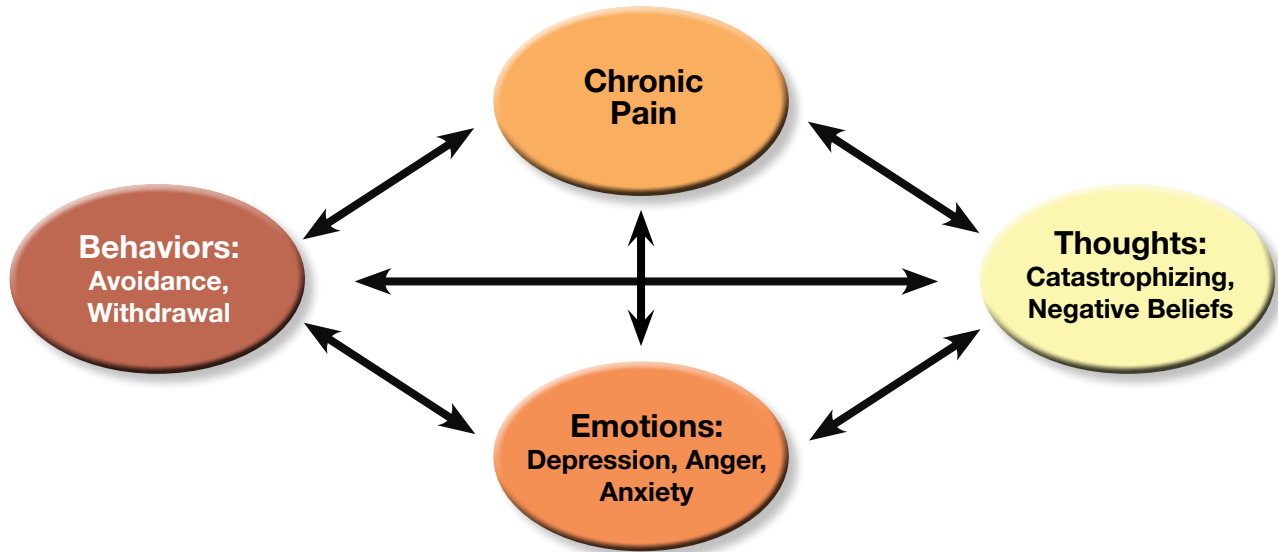 Chronic
Pain
Behaviors:
Avoidance,
Withdrawal
Thoughts:
Catastrophizing,
Negative Beliefs
Emotions:
Depression, Anger,
Anxiety